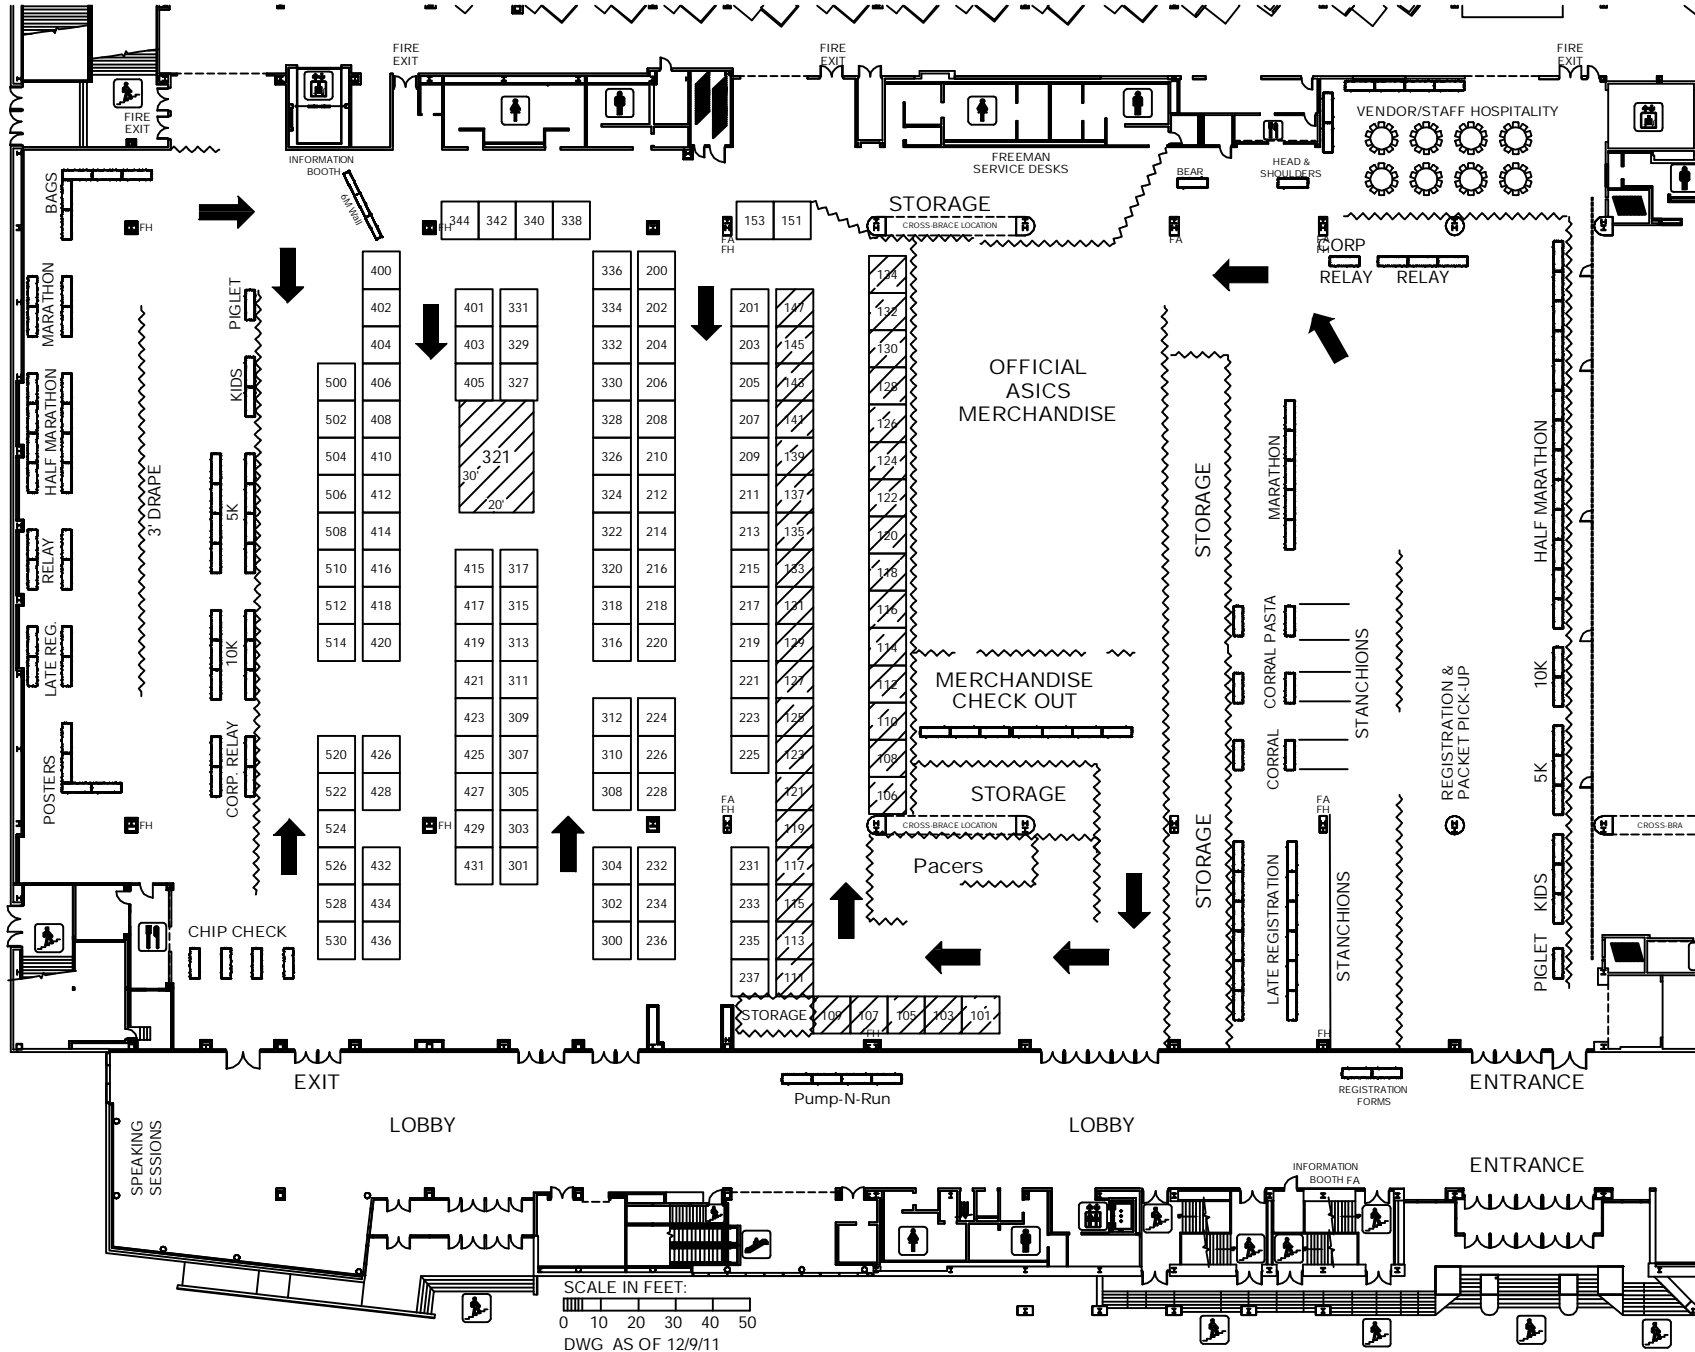 FIRE
EXIT
FIRE
EXIT
FIRE
EXIT
FIRE
EXIT
VENDOR/STAFF HOSPITALITY
INFORMATION
BOOTH
6M Wall
FREEMAN
SERVICE DESKS
BEAR
HEAD &
SHOULDERS
BAGS
FH
FH
344 342 340 338
153 151
FA
FH
STORAGE
CROSS-BRACE LOCATION
FA
CORP
RELAY
RELAY
MARATHON
HALF MARATHON
RELAY
LATE REG.
POSTERS
3' DRAPE
PIGLET
KIDS
5K
10K
CORP. RELAY
FH
CHIP CHECK
500
502
504
506
508
510
512
514
520
522
524
526
528
530
400
402
404
406
408
410
412
414
416
418
420
426
428
432
434
436
FH
401
403
405
415
417
419
421
423
425
427
429
431
331
329
327
321
30'
20'
317
315
313
311
309
307
305
303
301
336
334
332
330
328
326
324
322
320
318
316
312
310
308
304
302
300
200
202
204
206
208
210
212
214
216
218
220
224
226
228
232
234
236
201
203
205
207
209
211
213
215
217
219
221
223
225
FA
FH
231
233
235
237
147
145
143
141
139
137
135
133
131
129
127
125
123
121
119
117
115
113
111
STORAGE
109 107 105 103 101
FH
134
132
130
128
126
124
122
120
118
116
114
112
110
108
106
OFFICIAL
ASICS
MERCHANDISE
MERCHANDISE
CHECK OUT
STORAGE
CROSS-BRACE LOCATION
Pacers
STORAGE
STORAGE
MARATHON
CORRAL PASTA
CORRAL
CORRAL
STANCHIONS
FA
FH
LATE REGISTRATION
STANCHIONS
FH
REGISTRATION &
PACKET PICK-UP
HALF MARATHON
10K
5K
KIDS
PIGLET
CROSS-BRA
EXIT
Pump-N-Run
REGISTRATION
FORMS
ENTRANCE
LOBBY
LOBBY
SPEAKING
SESSIONS
INFORMATION
BOOTH
FA
ENTRANCE
SCALE IN FEET:
0 10 20 30 40 50
DWG AS OF 12/9/11